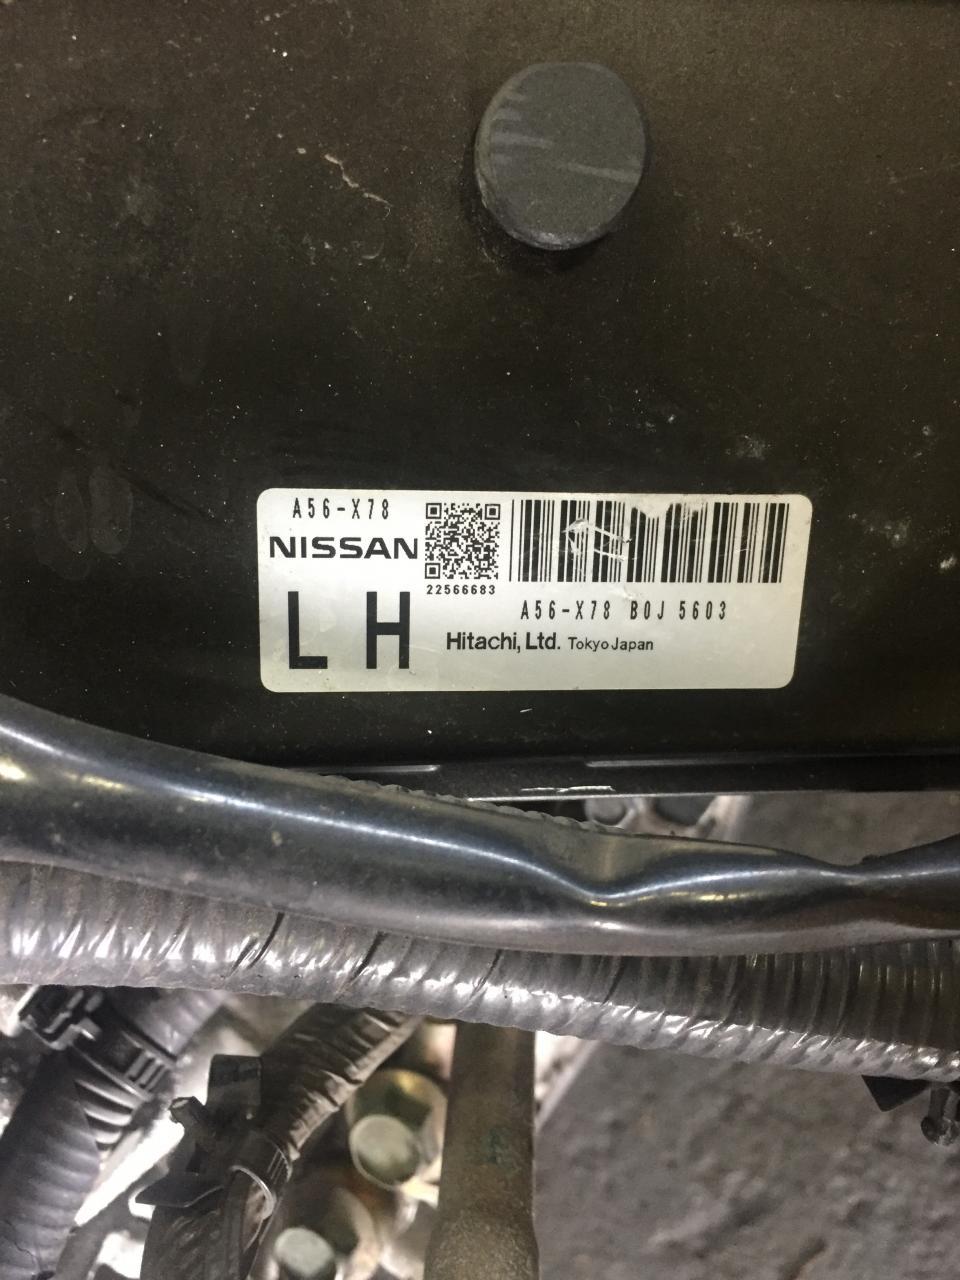 A56-X78
NISSAN
LH
22566683
A56-X78 B0J 5603
Hitachi, Ltd. Tokyo Japan